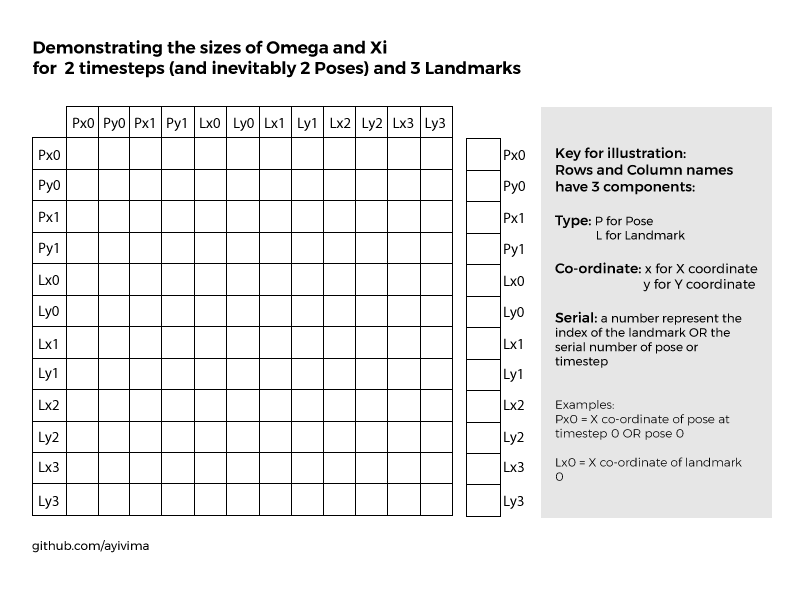 Demonstrating the sizes of Omega and Xi
for 2 timesteps (and inevitably 2 Poses) and 3 Landmarks
Px0 Py0 Px1 Py1 Lx0 Ly0 Lx1 Ly1 Lx2 Ly2 Lx3 Ly3
Px0
Py0
Px1
Py1
Lx0
Ly0
Lx1
Ly1
Lx2
Ly2
Lx3
Ly3
Px0
Py0
Px1
Py1
Lx0
Ly0
Lx1
Ly1
Lx2
Ly2
Lx3
Ly3
Key for illustration:
Rows and Column names
have 3 components:
Type: P for Pose
L for Landmark
Co-ordinate: x for X coordinate
y for Y coordinate
Serial: a number represent the
index of the landmark OR the
serial number of pose or
timestep
Examples:
Px0 = X co-ordinate of pose at
timestep 0 OR pose 0
Lx0 = X co-ordinate of landmark
0
github.com/ayivima